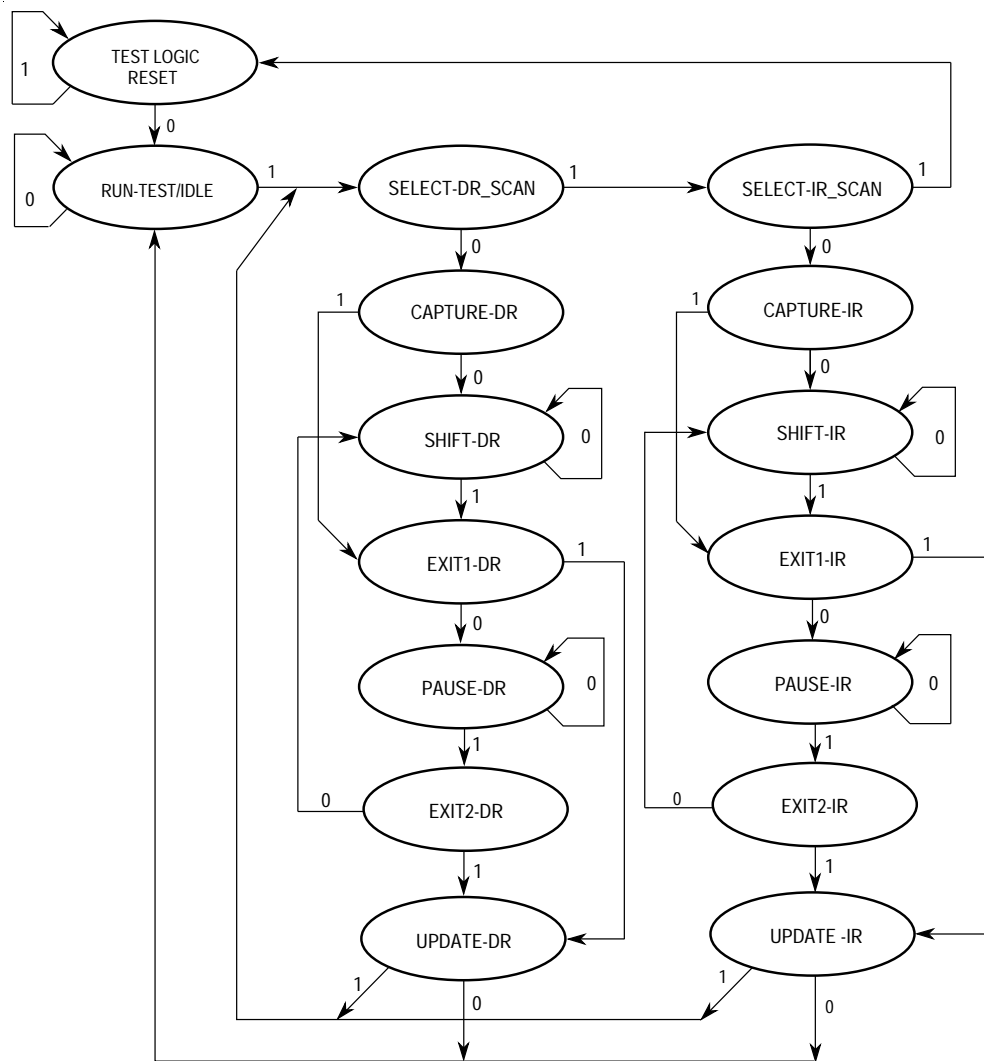 TEST LOGIC
RESET
1
0
RUN-TEST/IDLE
0
1
SELECT-DR_SCAN
1
SELECT-IR_SCAN
1
0
0
CAPTURE-DR
1
CAPTURE-IR
1
0
0
SHIFT-DR
0
SHIFT-IR
0
1
1
EXIT1-DR
1
EXIT1-IR
1
0
0
PAUSE-DR
0
PAUSE-IR
0
1
1
0
EXIT2-DR
0
EXIT2-IR
1
1
UPDATE-DR
UPDATE -IR
1
0
1
0